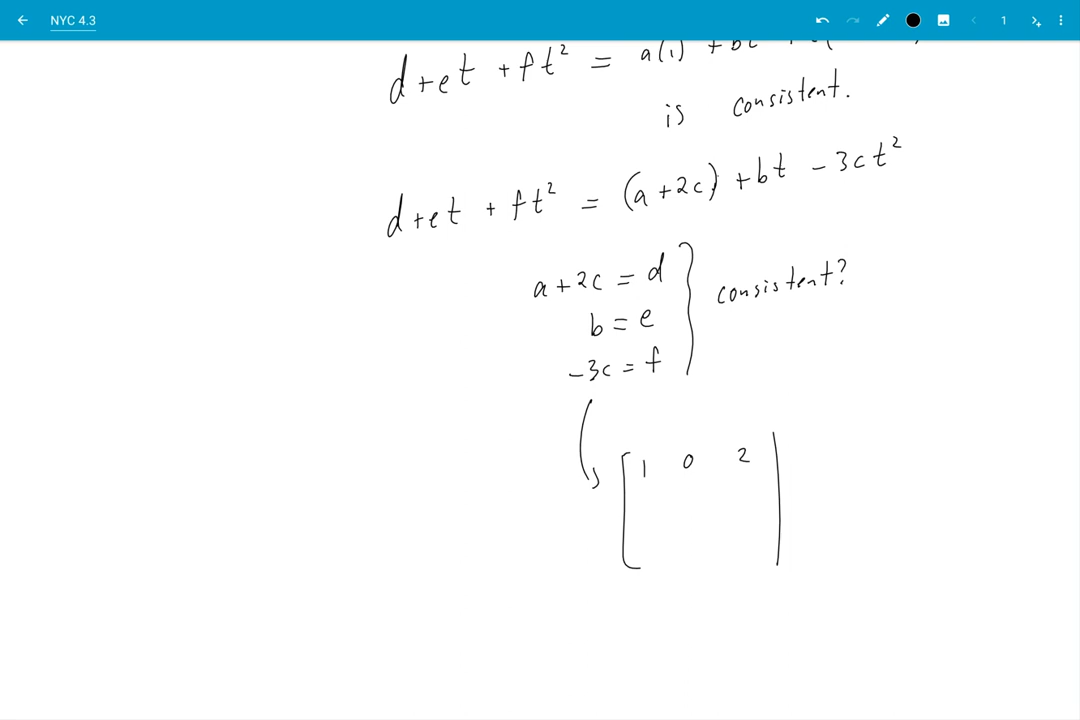 NYC 4.3
1
d+et +ft² = a(1) +bt
is consistent.
d+et + ft² = (a+2c) +bt -3ct²
a+2c = d
b = e
-3c = f
consistent?
1 0 2